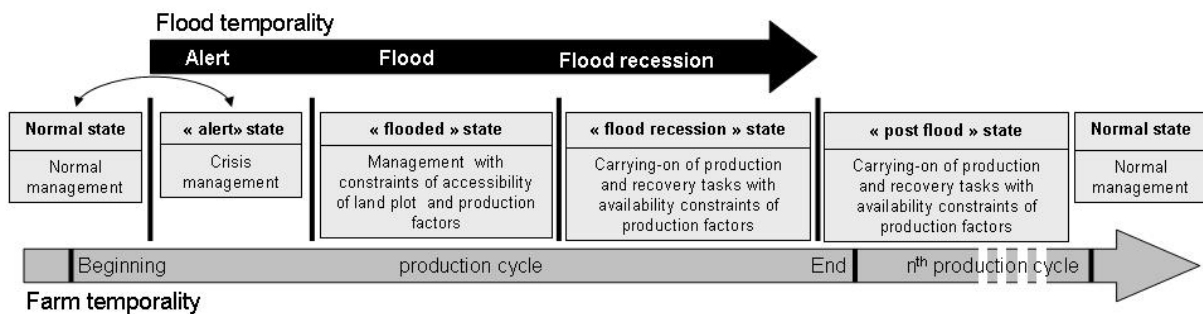 Flood temporality
Alert Flood Flood recession
Normal state
Normal
management
« alert» state
Crisis
management
« flooded » state
Management with
constraints of accessibility
of land plot and production
factors
« flood recession » state
Carrying-on of production
and recovery tasks with
availability constraints of
production factors
« post flood » state
Carrying-on of production
and recovery tasks with
availability constraints of
production factors
Normal state
Normal
management
Beginning production cycle End nth production cycle
Farm temporality